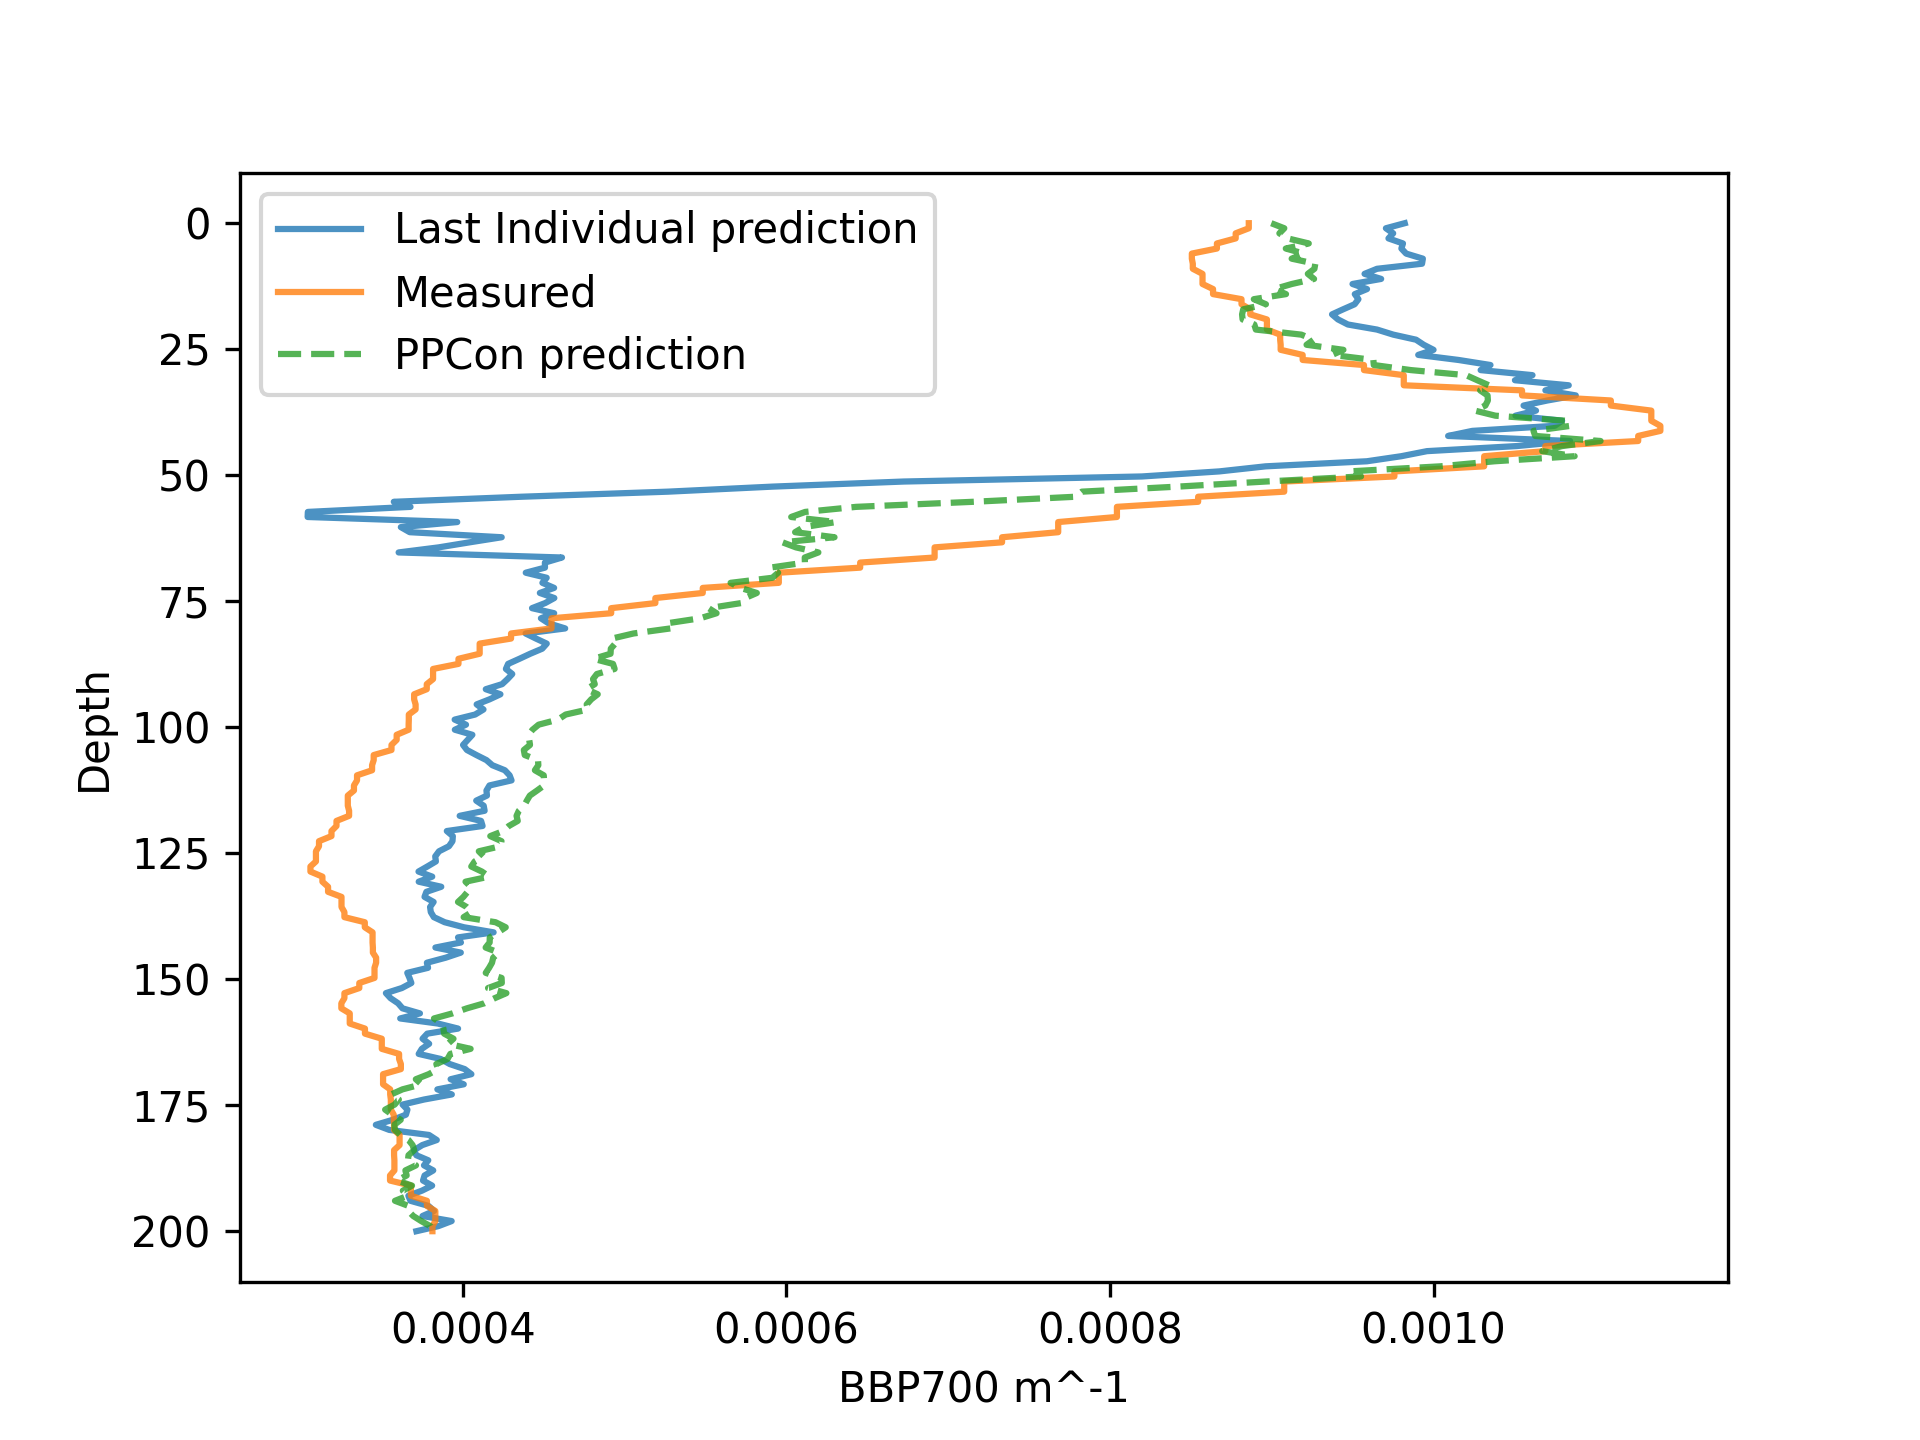 Last Individual prediction
Measured
PPCon prediction
0
25
50
75
100
125
150
175
200
Depth
0.0004 0.0006 0.0008 0.0010
BBP700 m^-1